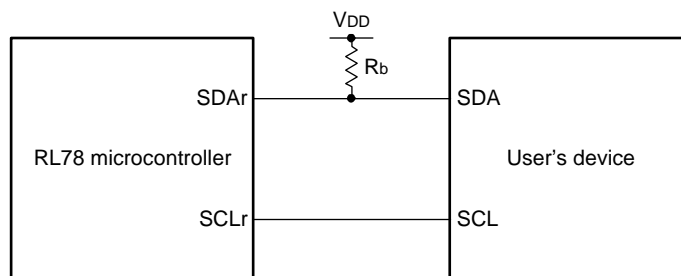 VDD
Rb
SDAr
SDA
RL78 microcontroller
User's device
SCLr
SCL